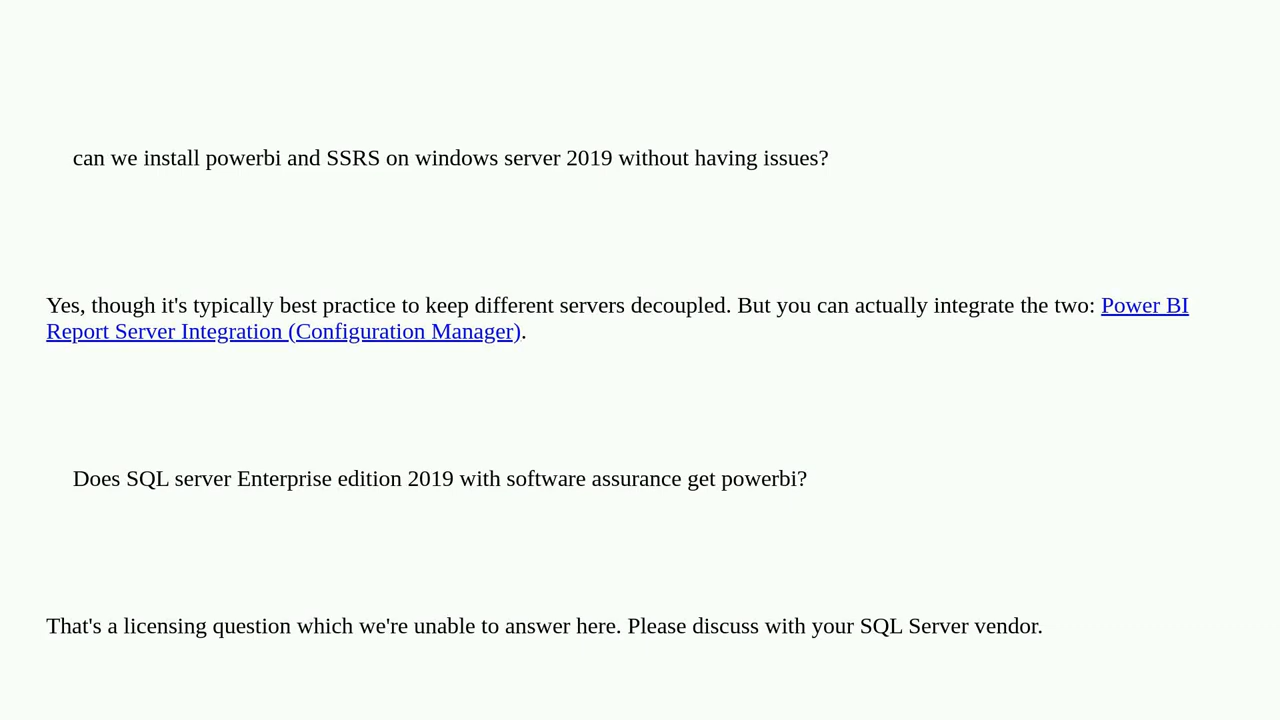 can we install powerbi and SSRS on windows server 2019 without having issues?
Yes, though it's typically best practice to keep different servers decoupled. But you can actually integrate the two: Power BI
Report Server Integration (Configuration Manager).
Does SQL server Enterprise edition 2019 with software assurance get powerbi?
That's a licensing question which we're unable to answer here. Please discuss with your SQL Server vendor.